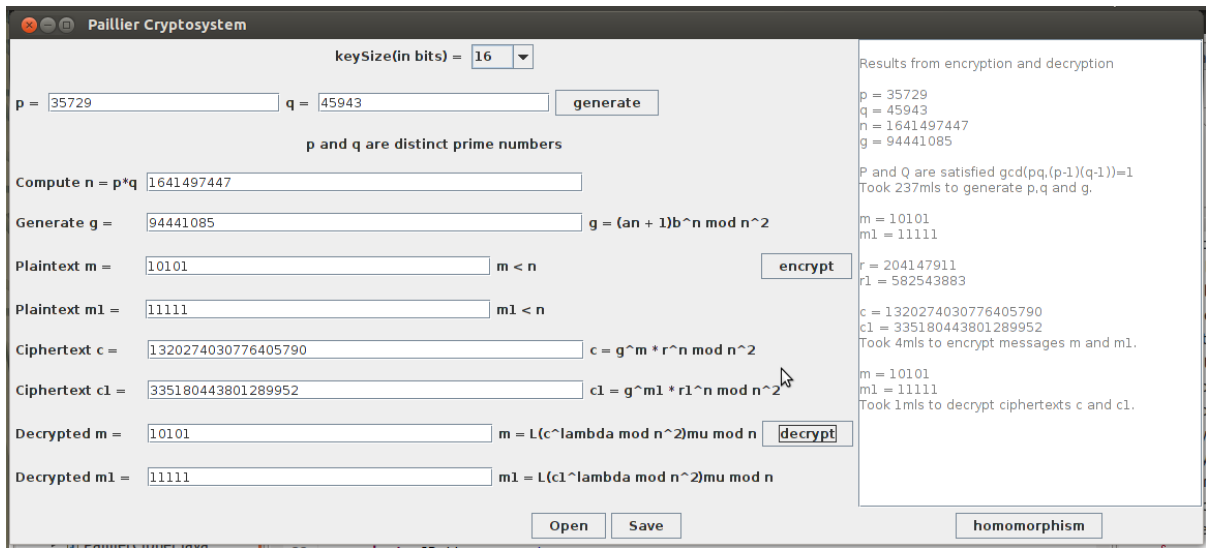 Paillier Cryptosystem
keySize(in bits) = 16
p = 35729 q = 45943 generate
p and q are distinct prime numbers
Compute n = p*q 1641497447
Generate g = 94441085 g = (an + 1)b^n mod n^2
Plaintext m = 10101 m < n encrypt
Plaintext m1 = 11111 m1 < n
Ciphertext c = 1320274030776405790 c = g^m * r^n mod n^2
Ciphertext c1 = 335180443801289952 c1 = g^m1 * r1^n mod n^2
Decrypted m = 10101 m = L(c^lambda mod n^2)mu mod n decrypt
Decrypted m1 = 11111 m1 = L(c1^lambda mod n^2)mu mod n
Open Save
Results from encryption and decryption
p = 35729
q = 45943
n = 1641497447
g = 94441085
P and Q are satisfied gcd(pq,(p-1)(q-1))=1
Took 237mls to generate p,q and g.
m = 10101
m1 = 11111
r = 204147911
r1 = 582543883
c = 1320274030776405790
c1 = 335180443801289952
Took 4mls to encrypt messages m and m1.
m = 10101
m1 = 11111
Took 1mls to decrypt ciphertexts c and c1.
homomorphism